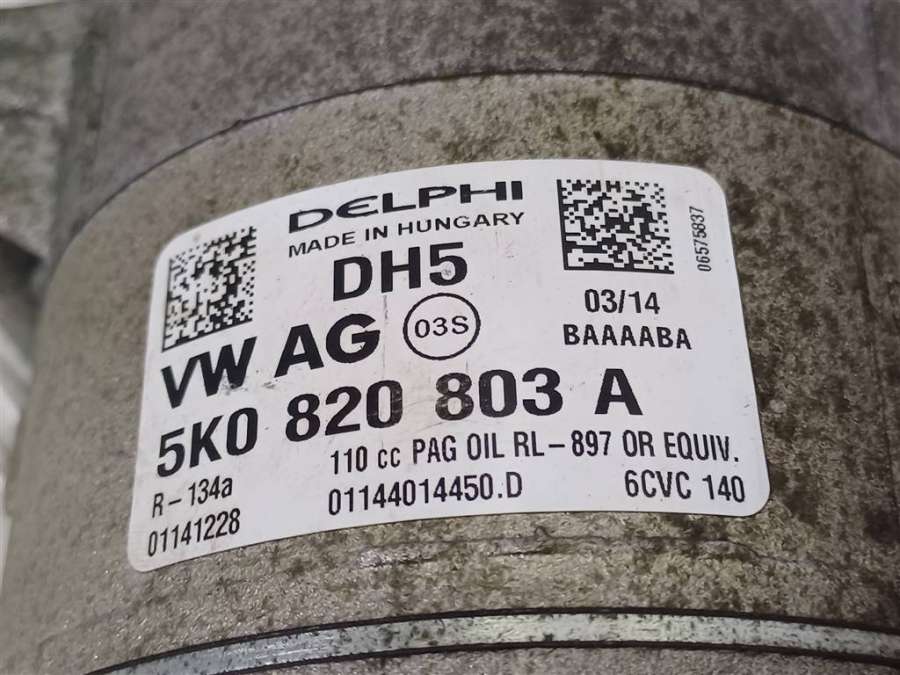 DELPHI
MADE IN HUNGARY
DH5
06575837
03/14
BAAAABA
VW AG 03S
5K0 820 803 A
110 cc PAG OIL RL-897 OR EQUIV.
R-134a
01144014450.D
6CVC 140
01141228